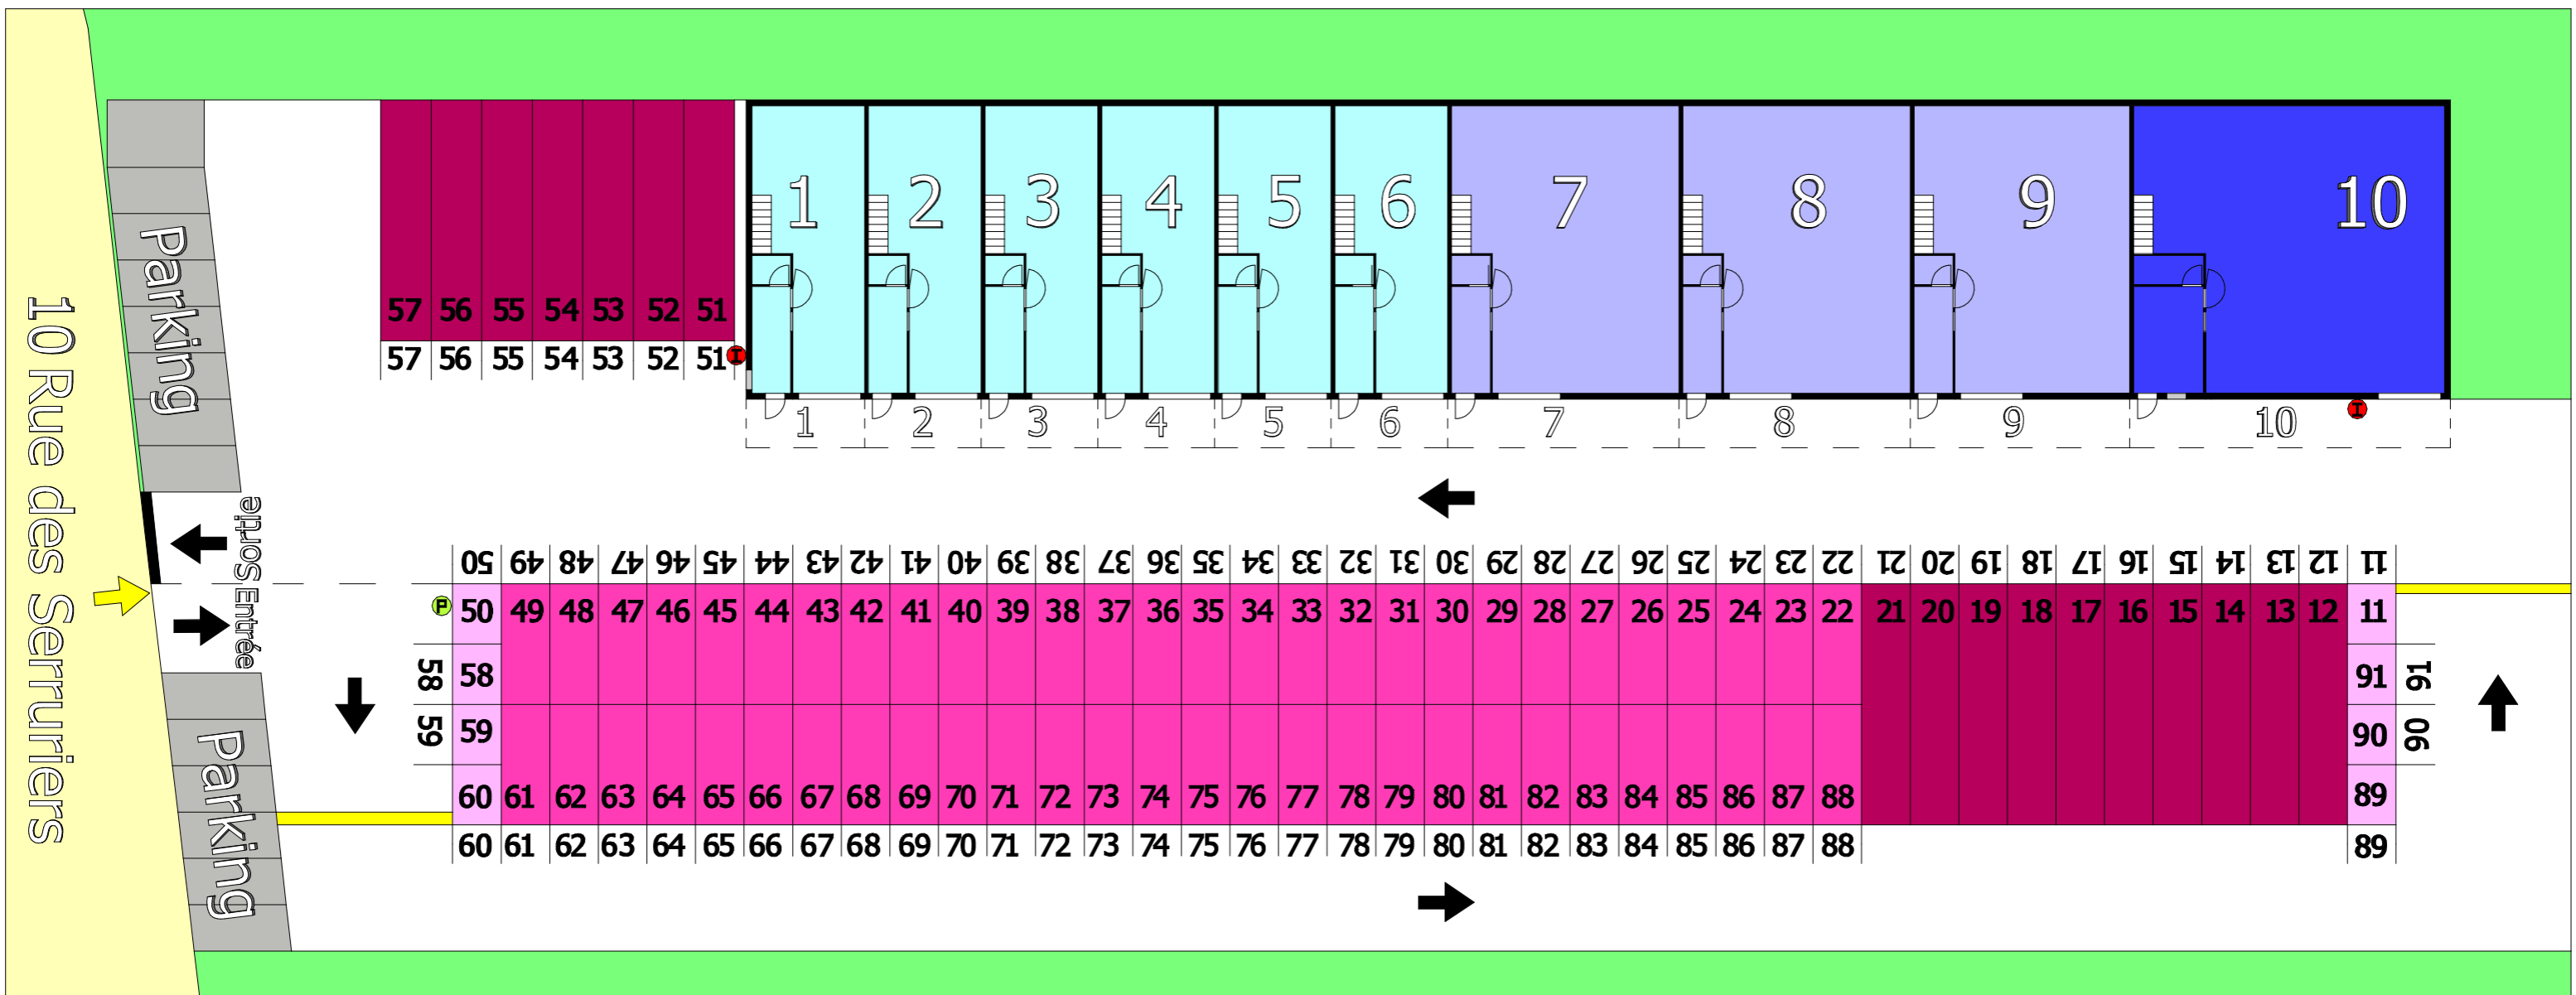 10 Rue des Serruriers
Parking
Parking
Sortie
Entrée
1 2 3 4 5 6 7 8 9 10
57 56 55 54 53 52 51
57 56 55 54 53 52 51
I
1 2 3 4 5 6 7 8 9 10
I
50 49 48 47 46 45 44 43 42 41 40 39 38 37 36 35 34 33 32 31 30 29 28 27 26 25 24 23 22 21 20 19 18 17 16 15 14 13 12 11
P
50 49 48 47 46 45 44 43 42 41 40 39 38 37 36 35 34 33 32 31 30 29 28 27 26 25 24 23 22 21 20 19 18 17 16 15 14 13 12 11
58 58 91 91
59 59 90 90
60 61 62 63 64 65 66 67 68 69 70 71 72 73 74 75 76 77 78 79 80 81 82 83 84 85 86 87 88 89
60 61 62 63 64 65 66 67 68 69 70 71 72 73 74 75 76 77 78 79 80 81 82 83 84 85 86 87 88 89